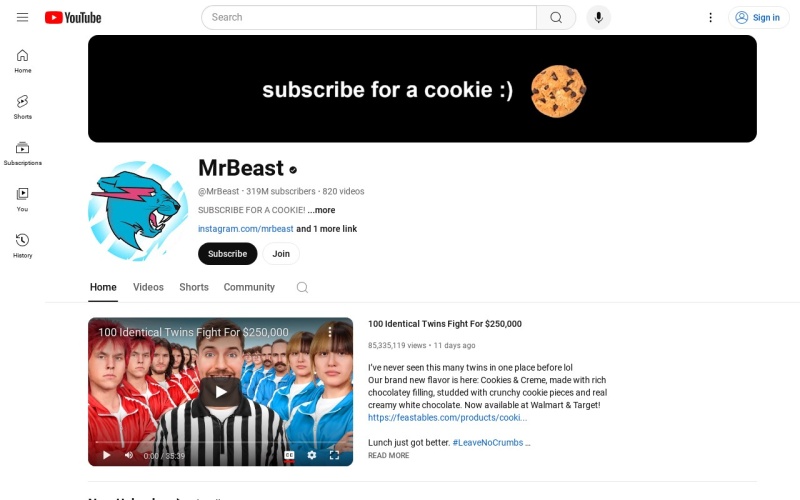 YouTube
Search
Sign in
Home
Shorts
Subscriptions
You
History
subscribe for a cookie :)
MrBeast
@MrBeast · 319M subscribers · 820 videos
SUBSCRIBE FOR A COOKIE! ...more
instagram.com/mrbeast and 1 more link
Subscribe Join
Home Videos Shorts Community
100 Identical Twins Fight For $250,000
0:00 / 35:39
CC
100 Identical Twins Fight For $250,000
85,335,119 views • 11 days ago
I've never seen this many twins in one place before lol
Our brand new flavor is here: Cookies & Creme, made with rich
chocolatey filling, studded with crunchy cookie pieces and real
creamy white chocolate. Now available at Walmart & Target!
https://feastables.com/products/cooki...
Lunch just got better. #LeaveNoCrumbs ...
READ MORE